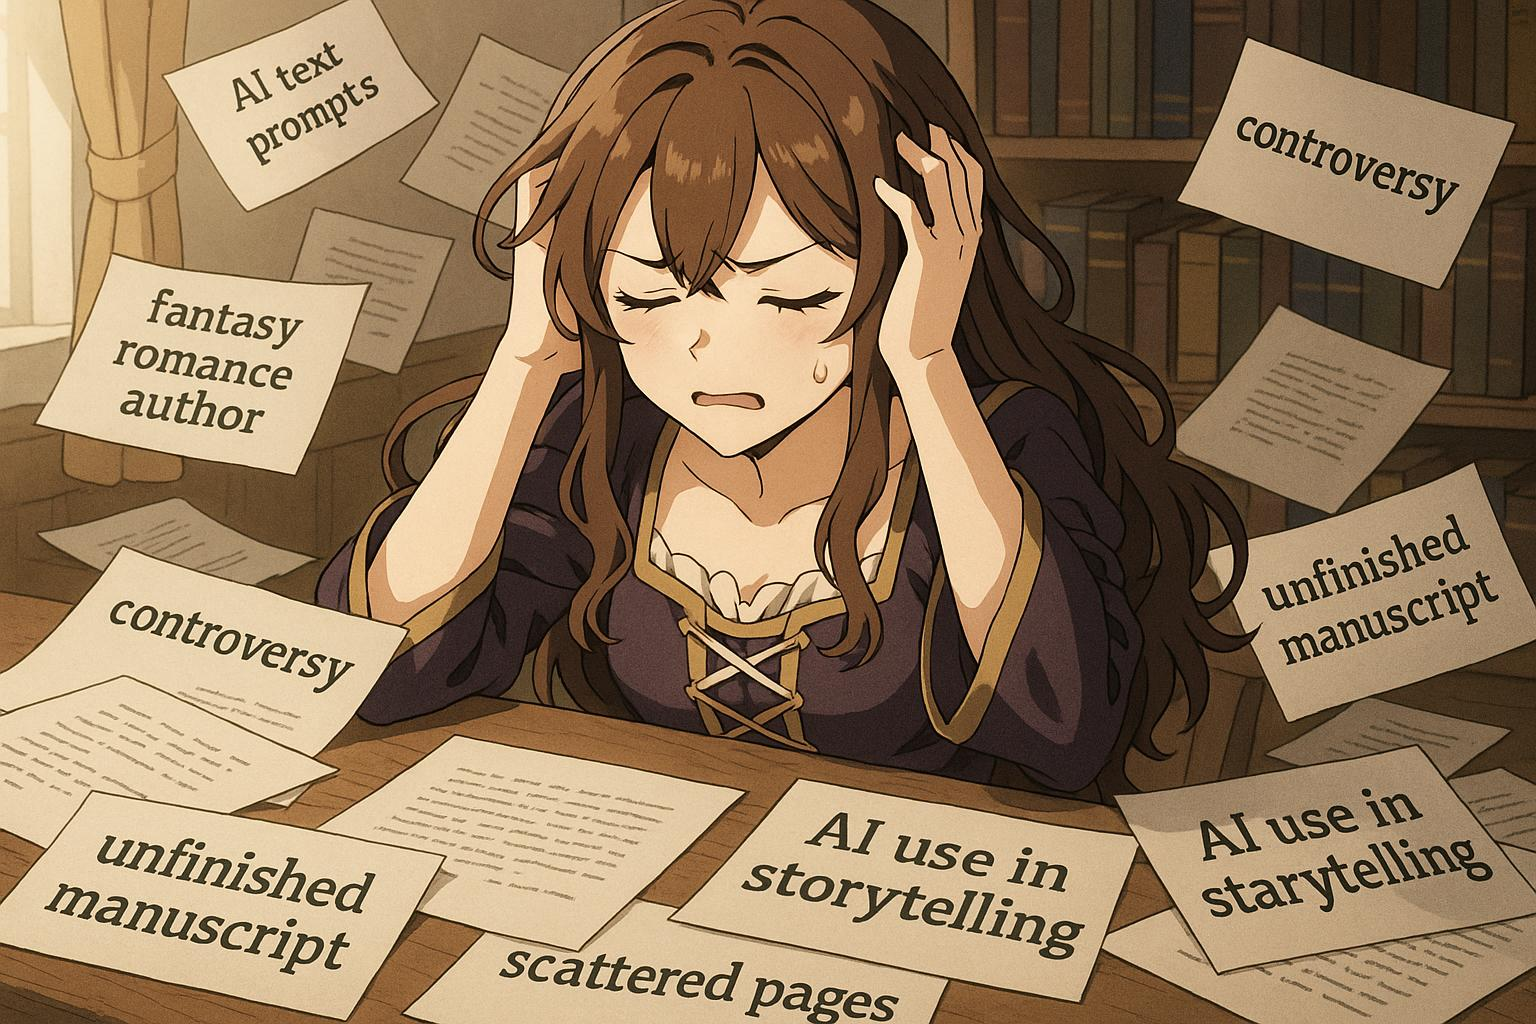 AI text
prompts
controversy
fantasy
romance
author
unfinished
manuscript
controversy
AI use in
storytelling
AI use in
starytelling
unfinished
manuscript
scattered pages